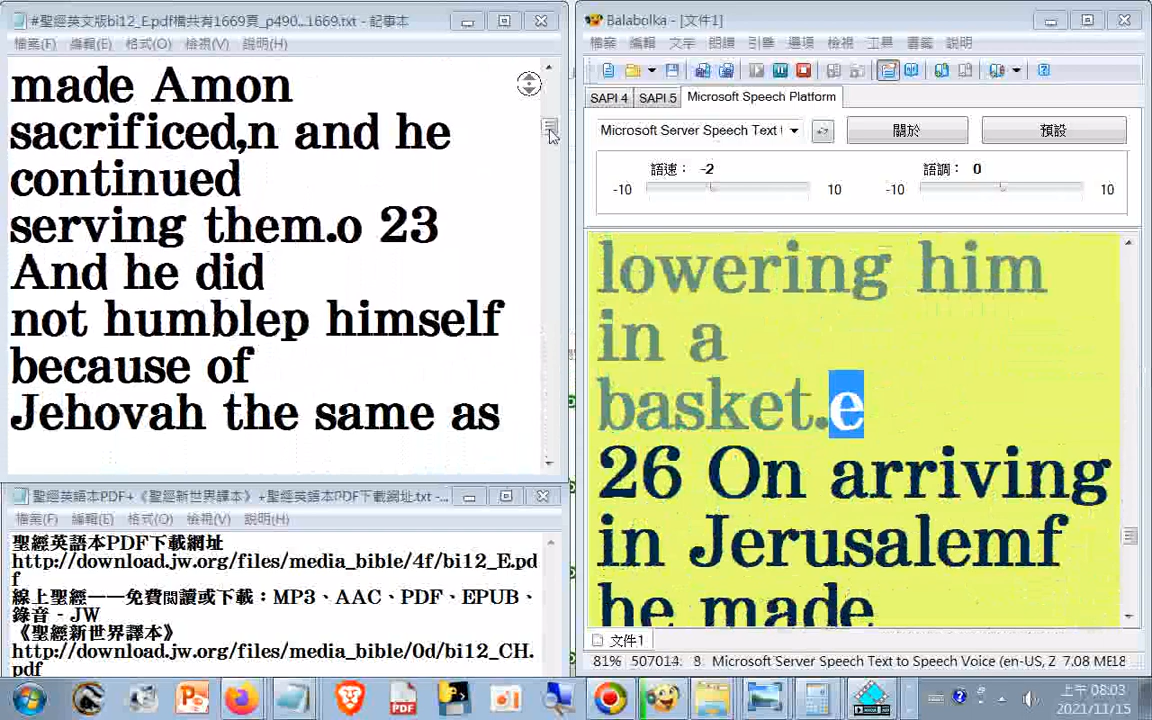 #聖經英文版bi12_E.pdf檔共有1669頁_p490..1669.txt - 記事本
檔案(F) 編輯(E) 格式(O) 檢視(V) 說明(H)
made Amon
sacrificed,n and he
continued
serving them.o 23
And he did
not humblep himself
because of
Jehovah the same as
聖經英語本PDF+《聖經新世界譯本》+聖經英語本PDF下載網址.txt -...
檔案(F) 編輯(E) 格式(O) 檢視(V) 說明(H)
聖經英語本PDF下載網址
http://download.jw.org/files/media_bible/4f/bi12_E.pd
f
線上聖經——免費閱讀或下載：MP3、AAC、PDF、EPUB、
錄音 - JW
《聖經新世界譯本》
http://download.jw.org/files/media_bible/0d/bi12_CH.
pdf
Balabolka - [文件1]
檔案 編輯 文字 朗讀 引擎 選項 檢視 工具 書籤 說明
SAPI 4 SAPI 5 Microsoft Speech Platform
Microsoft Server Speech Text 關於 預設
語速： -2 語調： 0
-10 10 -10 10
lowering him
in a
basket.e
26 On arriving
in Jerusalemf
he made
文件1
81% 507014: 8: Microsoft Server Speech Text to Speech Voice (en-US, Z 7.08 ME18
上午 08:03
2021/11/15